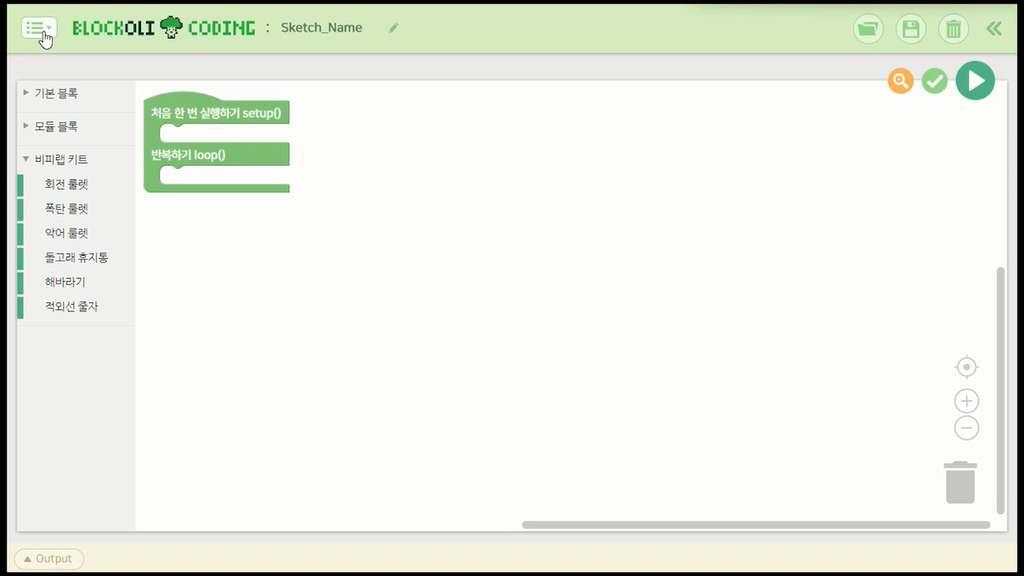 BLOCKOLI CODING : Sketch_Name
기본 블록
모듈 블록
비피랩 키트
회전 룰렛
폭탄 룰렛
악어 룰렛
돌고래 휴지통
해바라기
적외선 줄자
처음 한 번 실행하기 setup()
반복하기 loop()
Output